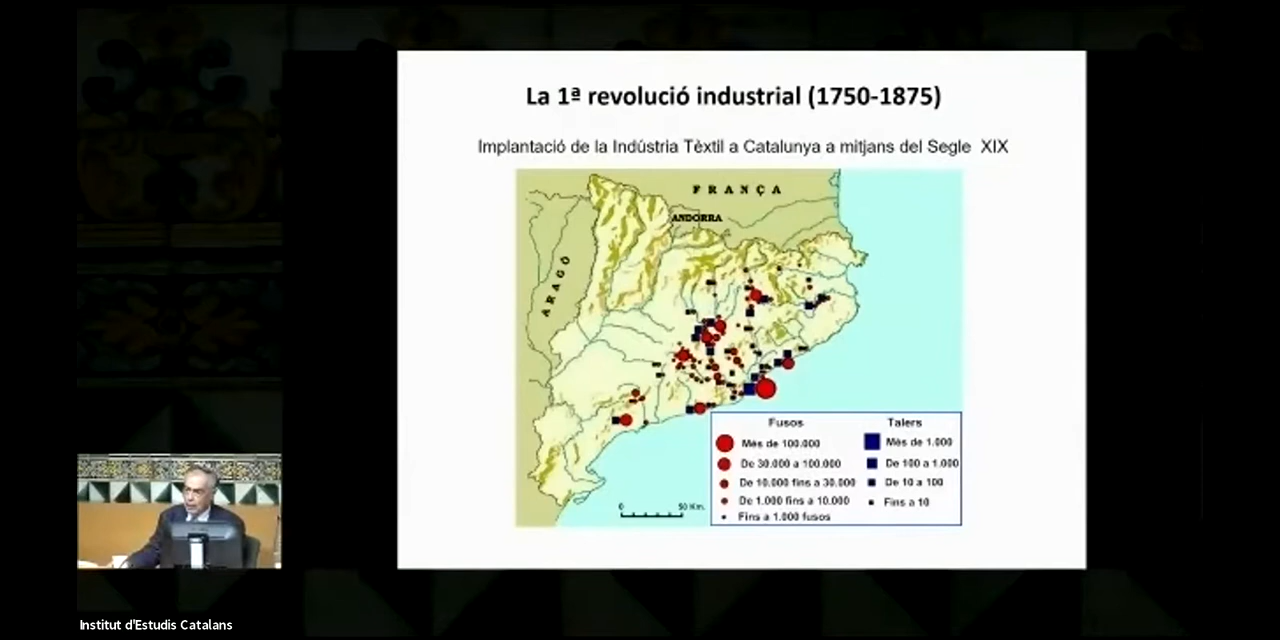 La 1ª revolució industrial (1750-1875)
Implantació de la Indústria Tèxtil a Catalunya a mitjans del Segle XIX
FRANÇA
ANDORRA
ARAGÓ
Fusos
Talers
Més de 100.000
Més de 1.000
De 30.000 a 100.000
De 100 a 1.000
De 10.000 fins a 30.000
De 10 a 100
De 1.000 fins a 10.000
Fins a 10
Fins a 1.000 fusos
0 50 Km.
Institut d'Estudis Catalans